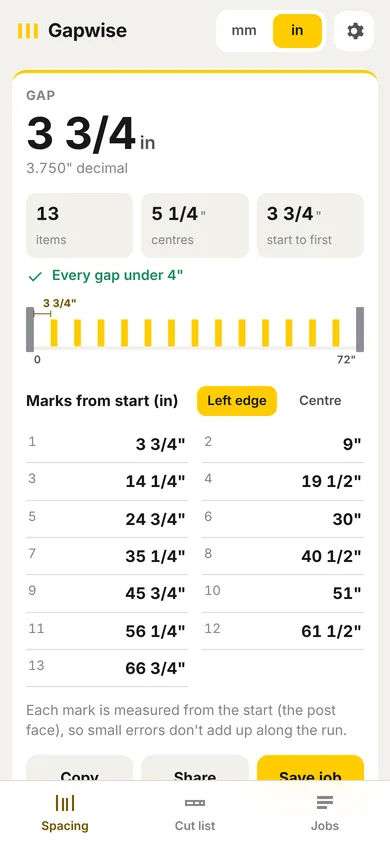 Gapwise
mm in
GAP
3 3/4 in
3.750" decimal
13 5 1/4 " 3 3/4 "
items centres start to first
Every gap under 4"
3 3/4"
0 72"
Marks from start (in) Left edge Centre
1 3 3/4" 2 9"
3 14 1/4" 4 19 1/2"
5 24 3/4" 6 30"
7 35 1/4" 8 40 1/2"
9 45 3/4" 10 51"
11 56 1/4" 12 61 1/2"
13 66 3/4"
Each mark is measured from the start (the post
face), so small errors don't add up along the run.
Copy Share Save job
Spacing Cut list Jobs